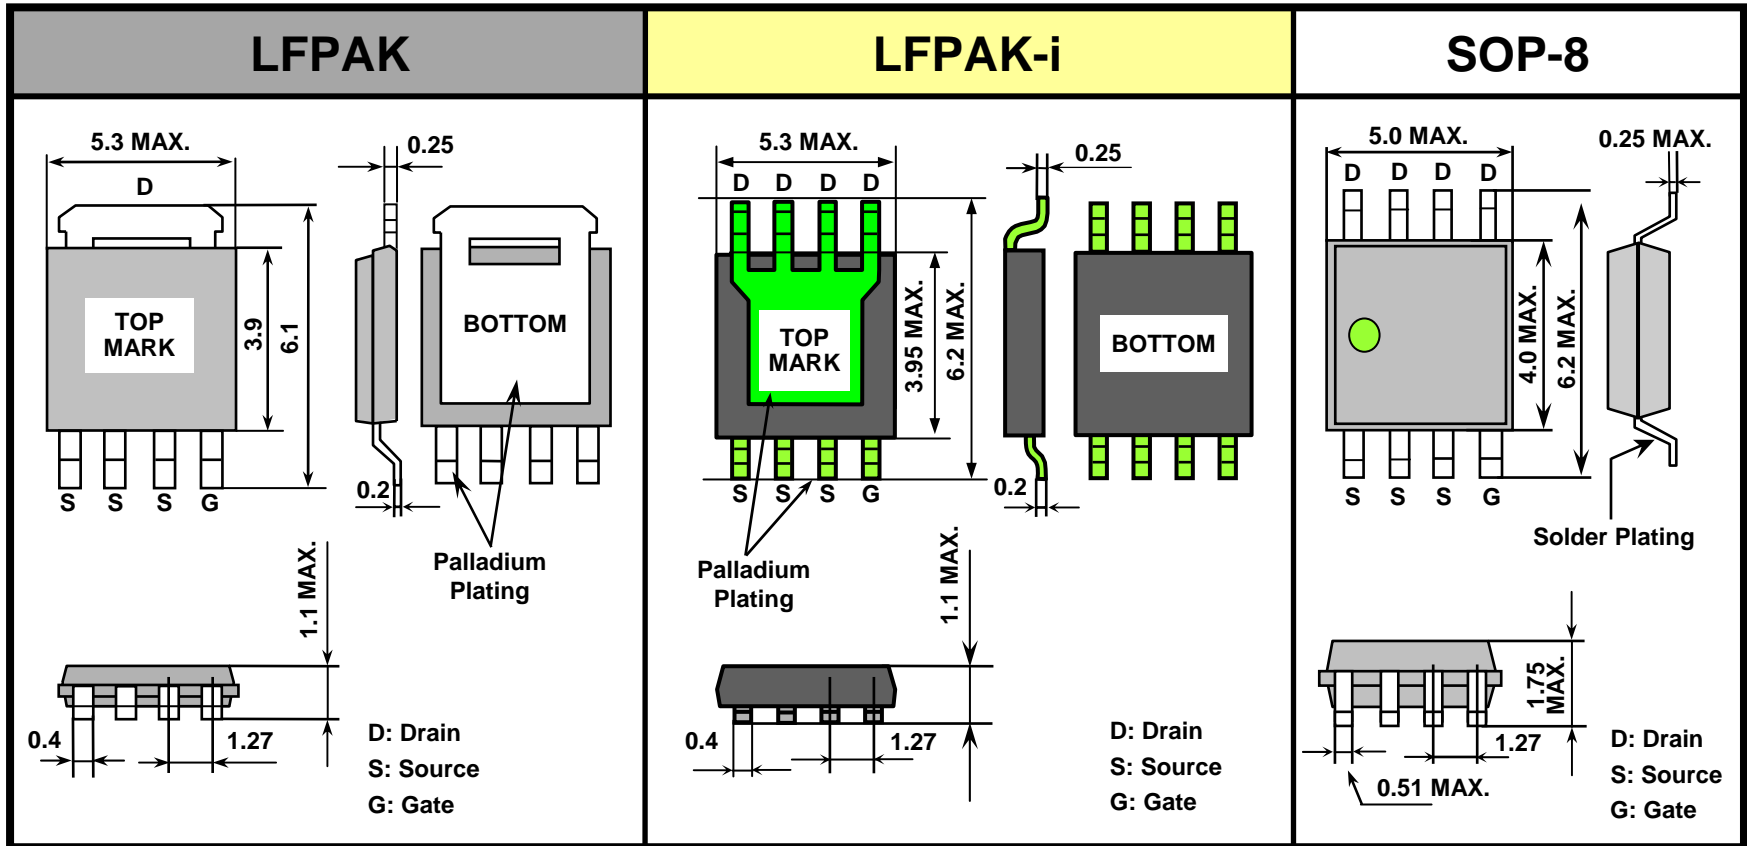 LFPAK
LFPAK-i
SOP-8
5.3 MAX.
0.25
D
TOP
MARK
3.9
6.1
BOTTOM
S S S G
0.2
Palladium
Plating
1.1 MAX.
0.4
1.27
D: Drain
S: Source
G: Gate
5.3 MAX.
0.25
D D D D
TOP
MARK
3.95 MAX.
6.2 MAX.
BOTTOM
S S S G
0.2
Palladium
Plating
1.1 MAX.
0.4
1.27
D: Drain
S: Source
G: Gate
5.0 MAX.
0.25 MAX.
D D D D
4.0 MAX.
6.2 MAX.
S S S G
Solder Plating
1.75
MAX.
1.27
0.51 MAX.
D: Drain
S: Source
G: Gate